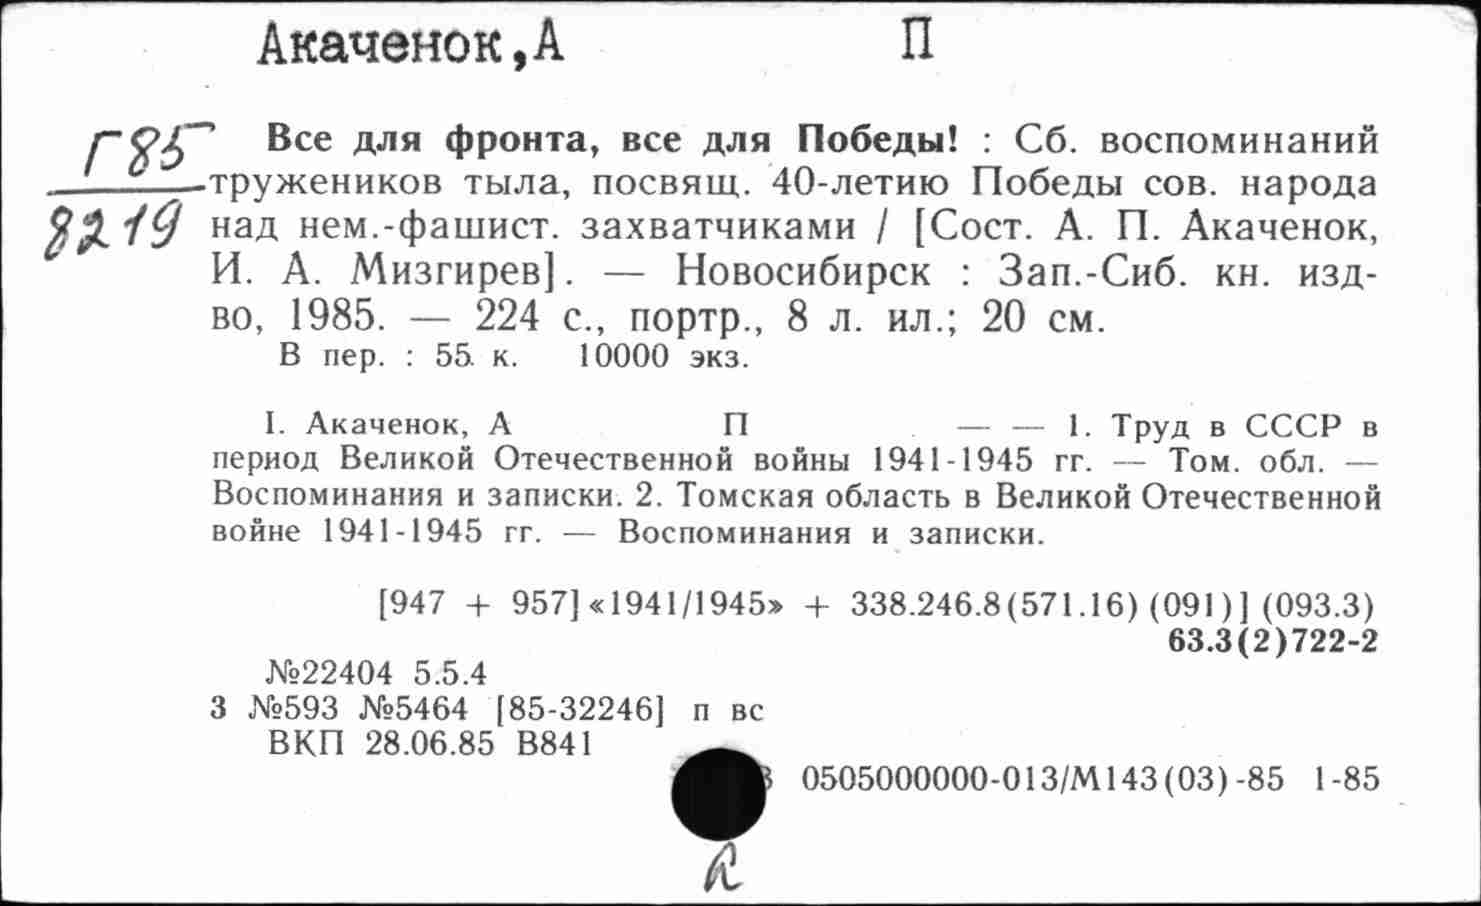 Акаченок,А П
Г85
8219
Все для фронта, все для Победы! : Сб. воспоминаний
тружеников тыла, посвящ. 40-летию Победы сов. народа
над нем.-фашист. захватчиками / [Сост. А. П. Акаченок,
И. А. Мизгирев]. — Новосибирск : Зап.-Сиб. кн. изд-
во, 1985. — 224 с., портр., 8 л. ил.; 20 см.
В пер. : 55 к. 10000 экз.
I. Акаченок, А П — — 1. Труд в СССР в
период Великой Отечественной войны 1941-1945 гг. — Том. обл. —
Воспоминания и записки. 2. Томская область в Великой Отечественной
войне 1941-1945 гг. — Воспоминания и записки.
[947 + 957] «1941/1945» + 338.246.8(571.16) (091)] (093.3)
63.3(2)722-2
№22404 5.5.4
3 №593 №5464 [85-32246] п вс
ВКП 28.06.85 В841
0505000000-013/М143(03)-85 1-85